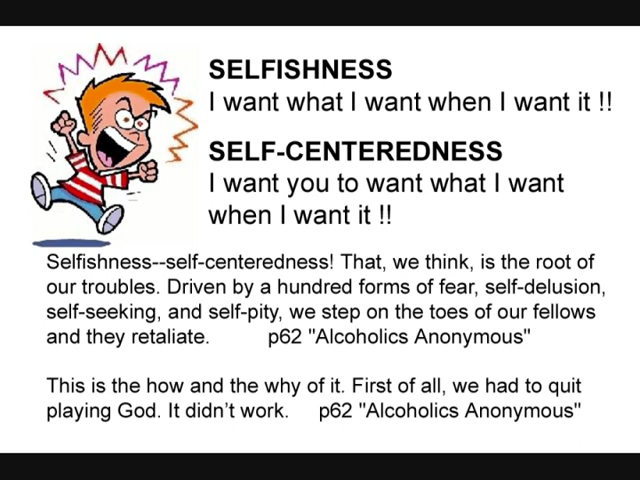 SELFISHNESS
I want what I want when I want it !!
SELF-CENTEREDNESS
I want you to want what I want
when I want it !!
Selfishness--self-centeredness! That, we think, is the root of
our troubles. Driven by a hundred forms of fear, self-delusion,
self-seeking, and self-pity, we step on the toes of our fellows
and they retaliate. p62 "Alcoholics Anonymous"
This is the how and the why of it. First of all, we had to quit
playing God. It didn’t work. p62 "Alcoholics Anonymous"